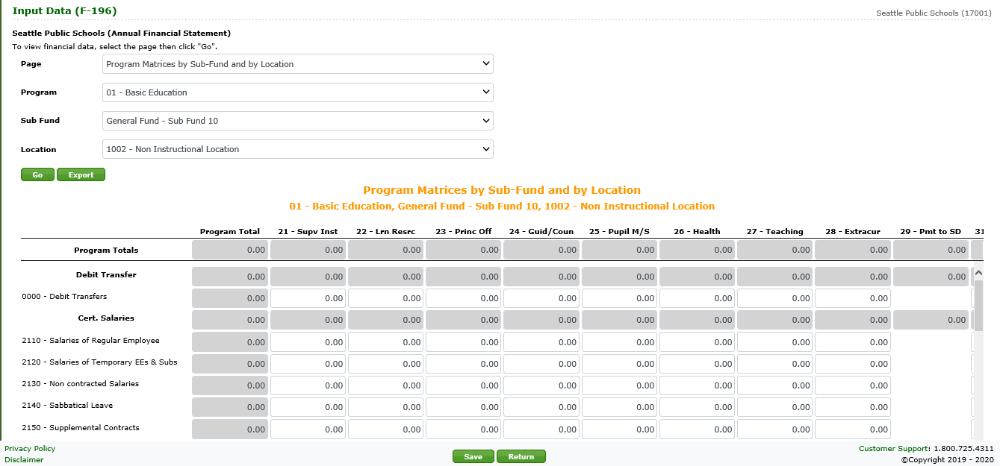 Input Data (F-196)
Seattle Public Schools (17001)
Seattle Public Schools (Annual Financial Statement)
To view financial data, select the page then click "Go".
Page Program Matrices by Sub-Fund and by Location
Program 01 - Basic Education
Sub Fund General Fund - Sub Fund 10
Location 1002 - Non Instructional Location
Go Export
Program Matrices by Sub-Fund and by Location
01 - Basic Education, General Fund - Sub Fund 10, 1002 - Non Instructional Location
Program Total 21 - Supv Inst 22 - Lrn Resrc 23 - Princ Off 24 - Guid/Coun 25 - Pupil M/S 26 - Health 27 - Teaching 28 - Extracur 29 - Pmt to SD 31
Program Totals 0.00 0.00 0.00 0.00 0.00 0.00 0.00 0.00 0.00 0.00
Debit Transfer 0.00 0.00 0.00 0.00 0.00 0.00 0.00 0.00 0.00 0.00
0000 - Debit Transfers 0.00 0.00 0.00 0.00 0.00 0.00 0.00 0.00 0.00
Cert. Salaries 0.00 0.00 0.00 0.00 0.00 0.00 0.00 0.00 0.00 0.00
2110 - Salaries of Regular Employee 0.00 0.00 0.00 0.00 0.00 0.00 0.00 0.00 0.00
2120 - Salaries of Temporary EEs & Subs 0.00 0.00 0.00 0.00 0.00 0.00 0.00 0.00 0.00
2130 - Non contracted Salaries 0.00 0.00 0.00 0.00 0.00 0.00 0.00 0.00 0.00
2140 - Sabbatical Leave 0.00 0.00 0.00 0.00 0.00 0.00 0.00 0.00 0.00
2150 - Supplemental Contracts 0.00 0.00 0.00 0.00 0.00 0.00 0.00 0.00 0.00
Privacy Policy
Disclaimer
Save Return
Customer Support: 1.800.725.4311
©Copyright 2019 - 2020